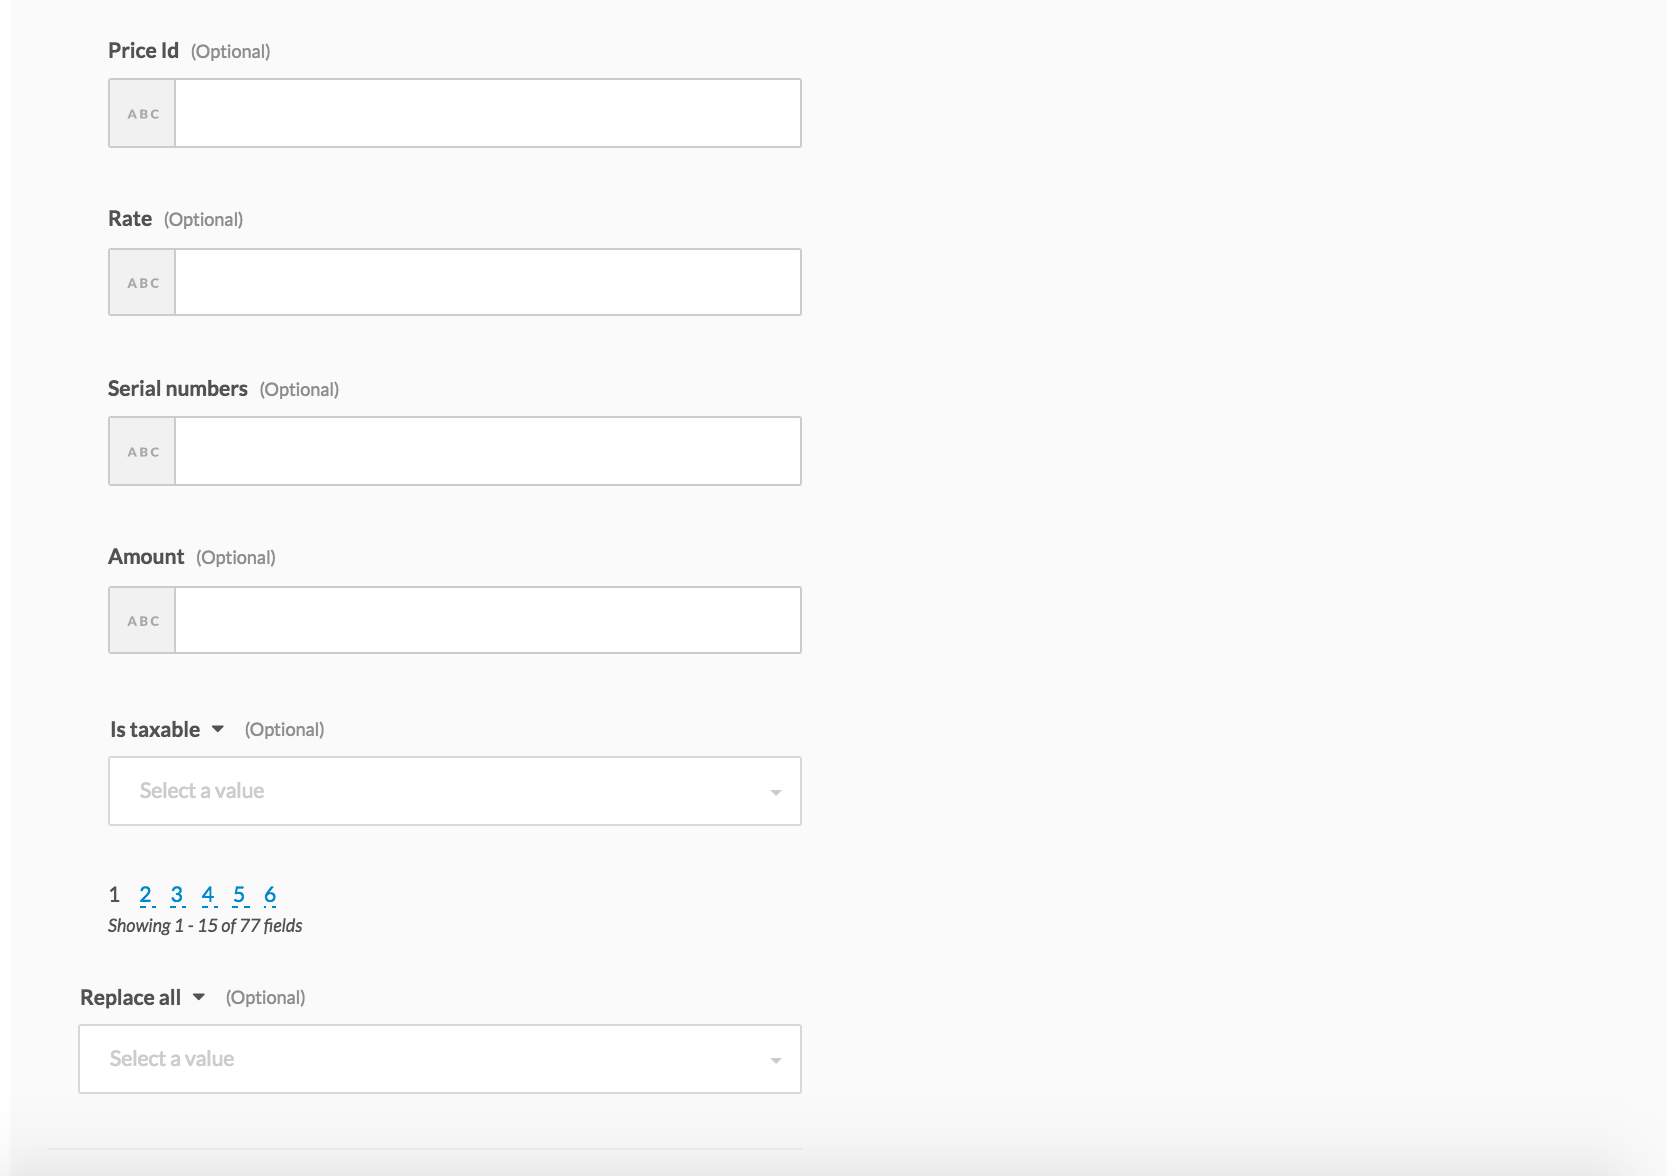 Price Id (Optional)
ABC
Rate (Optional)
ABC
Serial numbers (Optional)
ABC
Amount (Optional)
ABC
Is taxable (Optional)
Select a value
1 2 3 4 5 6
Showing 1 - 15 of 77 fields
Replace all (Optional)
Select a value